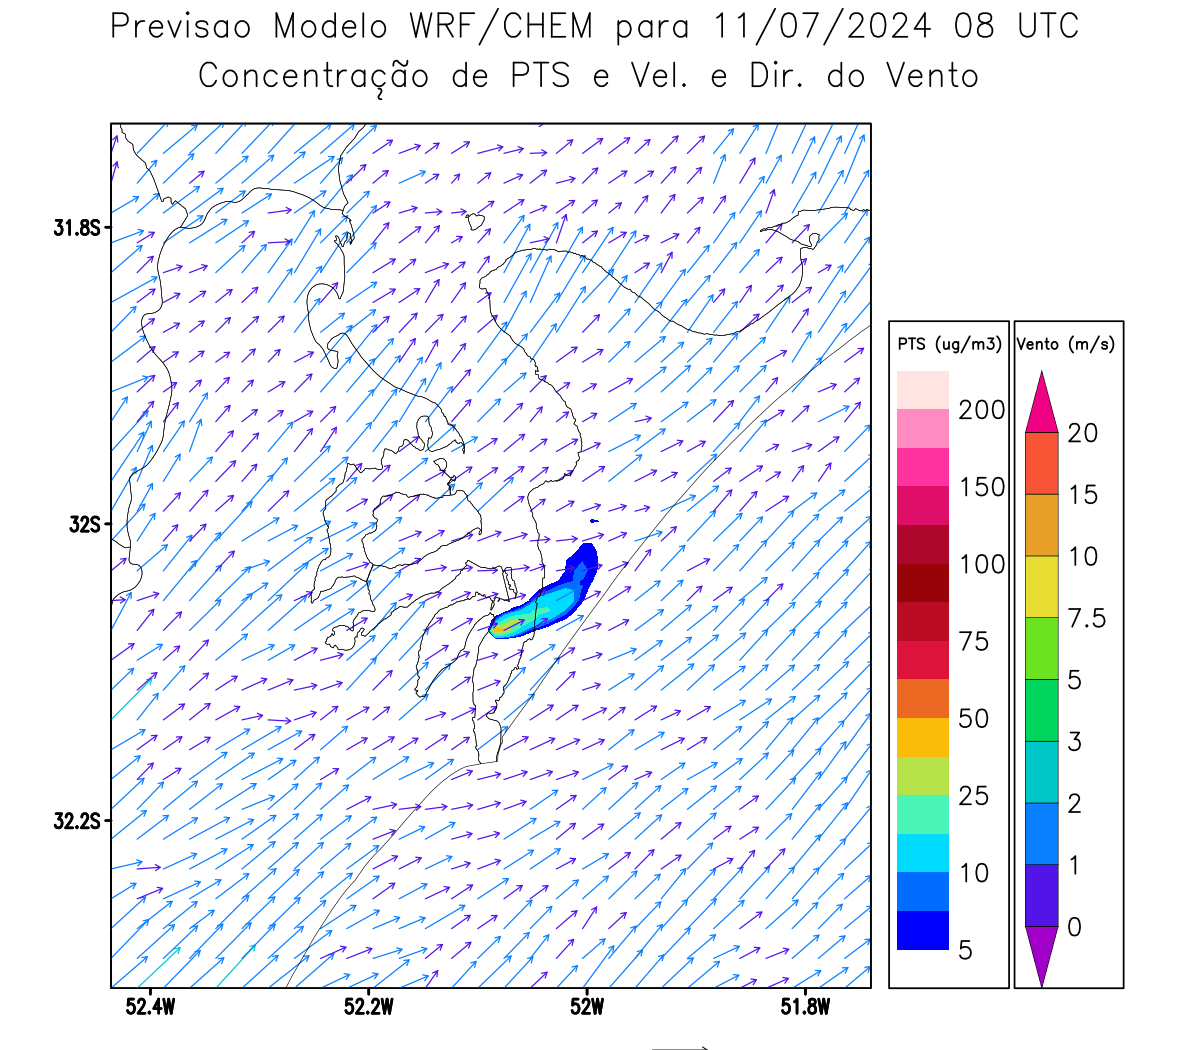 Previsao Modelo WRF/CHEM para 11/07/2024 08 UTC
Concentração de PTS e Vel. e Dir. do Vento
31.8S
32S
32.2S
52.4W
52.2W
52W
51.8W
PTS (ug/m3)
200
150
100
75
50
25
10
5
Vento (m/s)
20
15
10
7.5
5
3
2
1
0